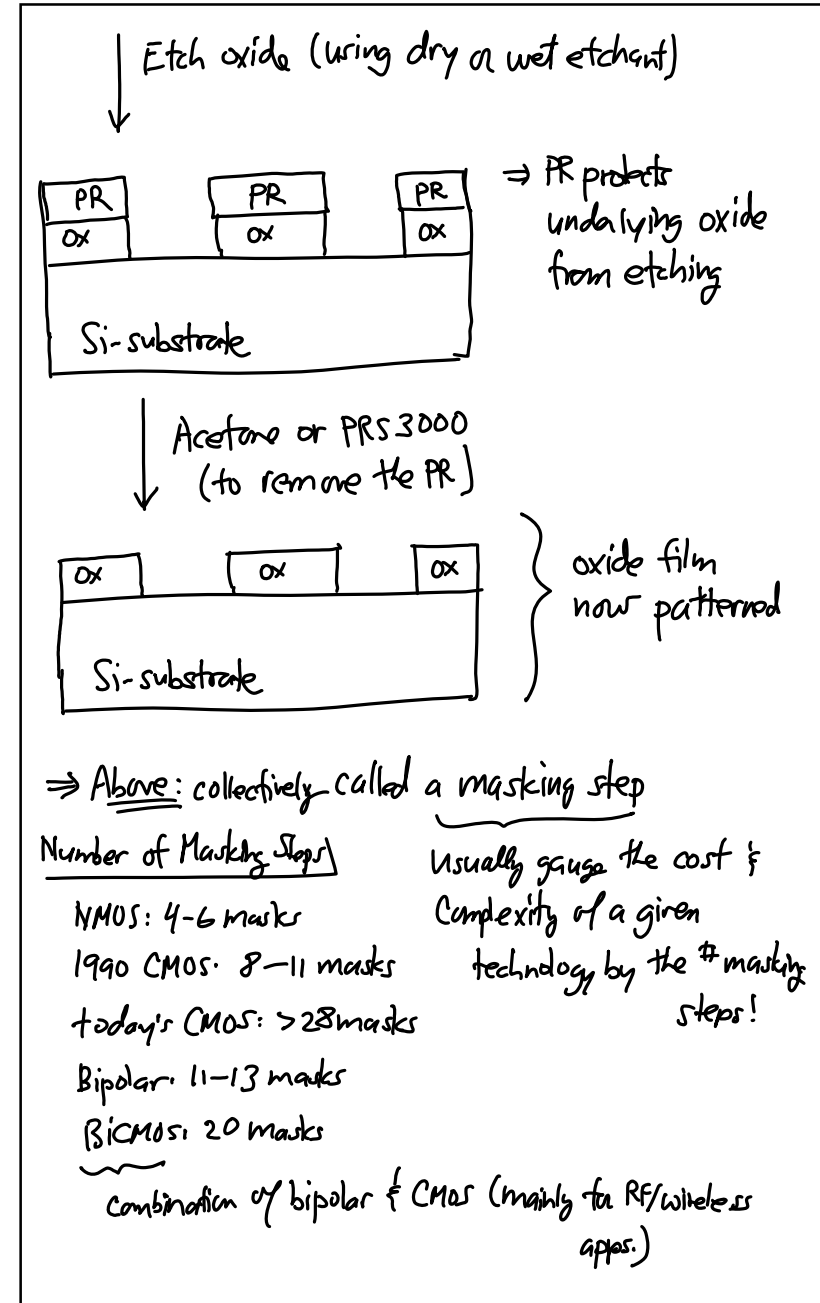 Etch oxide (using dry or wet etchant)
PR PR PR
OX OX OX
Si-substrate
⇒ PR protects
underlying oxide
from etching
Acetone or PRS3000
(to remove the PR)
OX OX OX
Si-substrate
oxide film
now patterned
⇒ Above: collectively called a masking step
Usually gauge the cost &
Complexity of a given
technology by the # masking
steps!
Number of Masking Steps
NMOS: 4-6 masks
1990 CMOS: 8-11 masks
today's CMOS: >28 masks
Bipolar: 11-13 masks
BiCMOS: 20 masks
combination of bipolar & CMOS (mainly for RF/wireless
apps.)